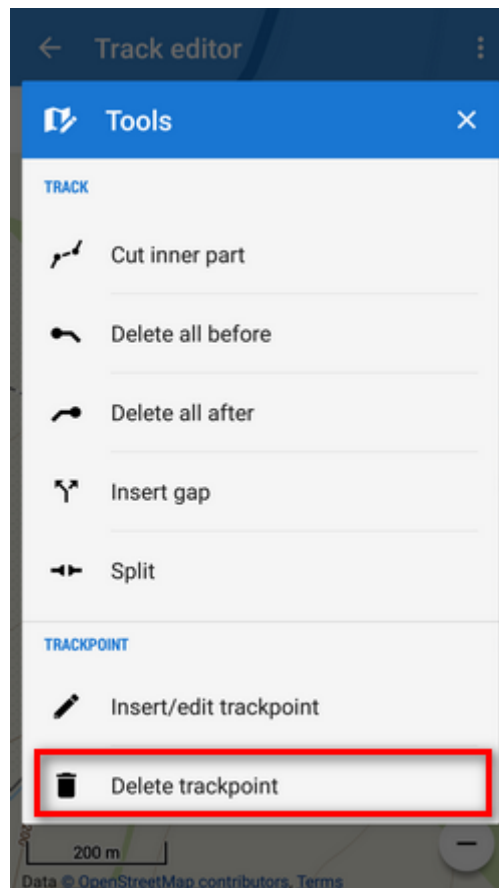 Track editor
Tools
TRACK
Cut inner part
Delete all before
Delete all after
Insert gap
Split
TRACKPOINT
Insert/edit trackpoint
Delete trackpoint
200
200 m
Data © OpenStreetMap contributors, Terms